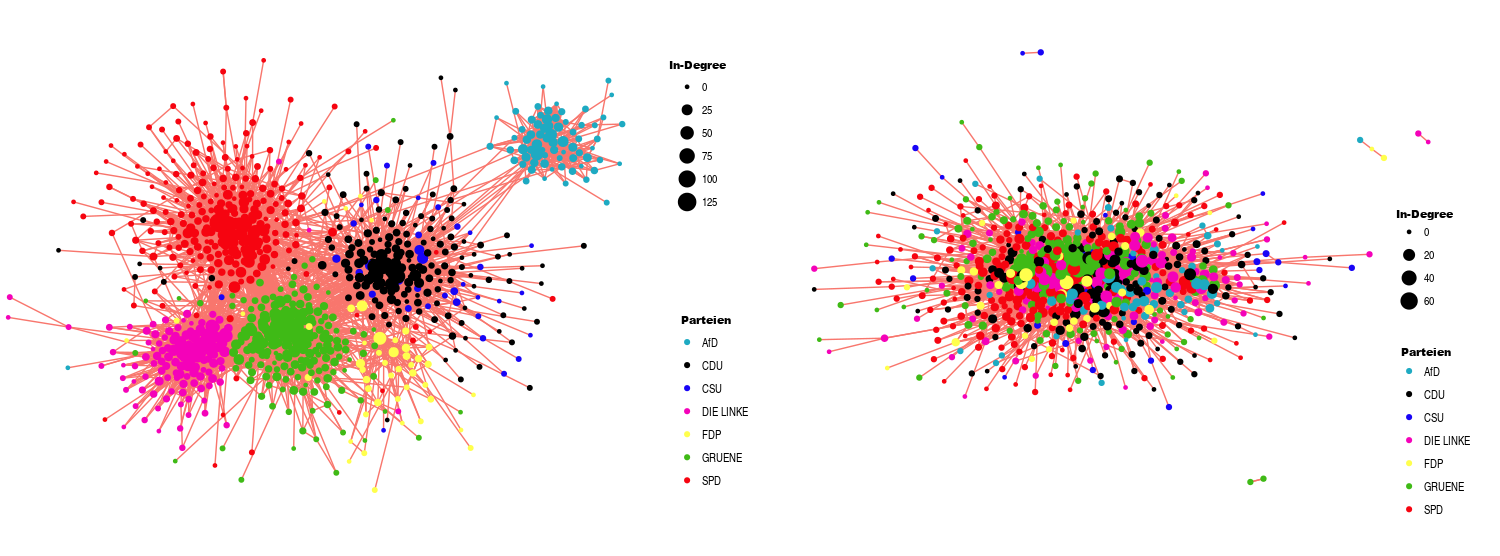 In-Degree
0
25
50
75
100
125
Parteien
AfD
CDU
CSU
DIE LINKE
FDP
GRUENE
SPD
In-Degree
0
20
40
60
Parteien
AfD
CDU
CSU
DIE LINKE
FDP
GRUENE
SPD